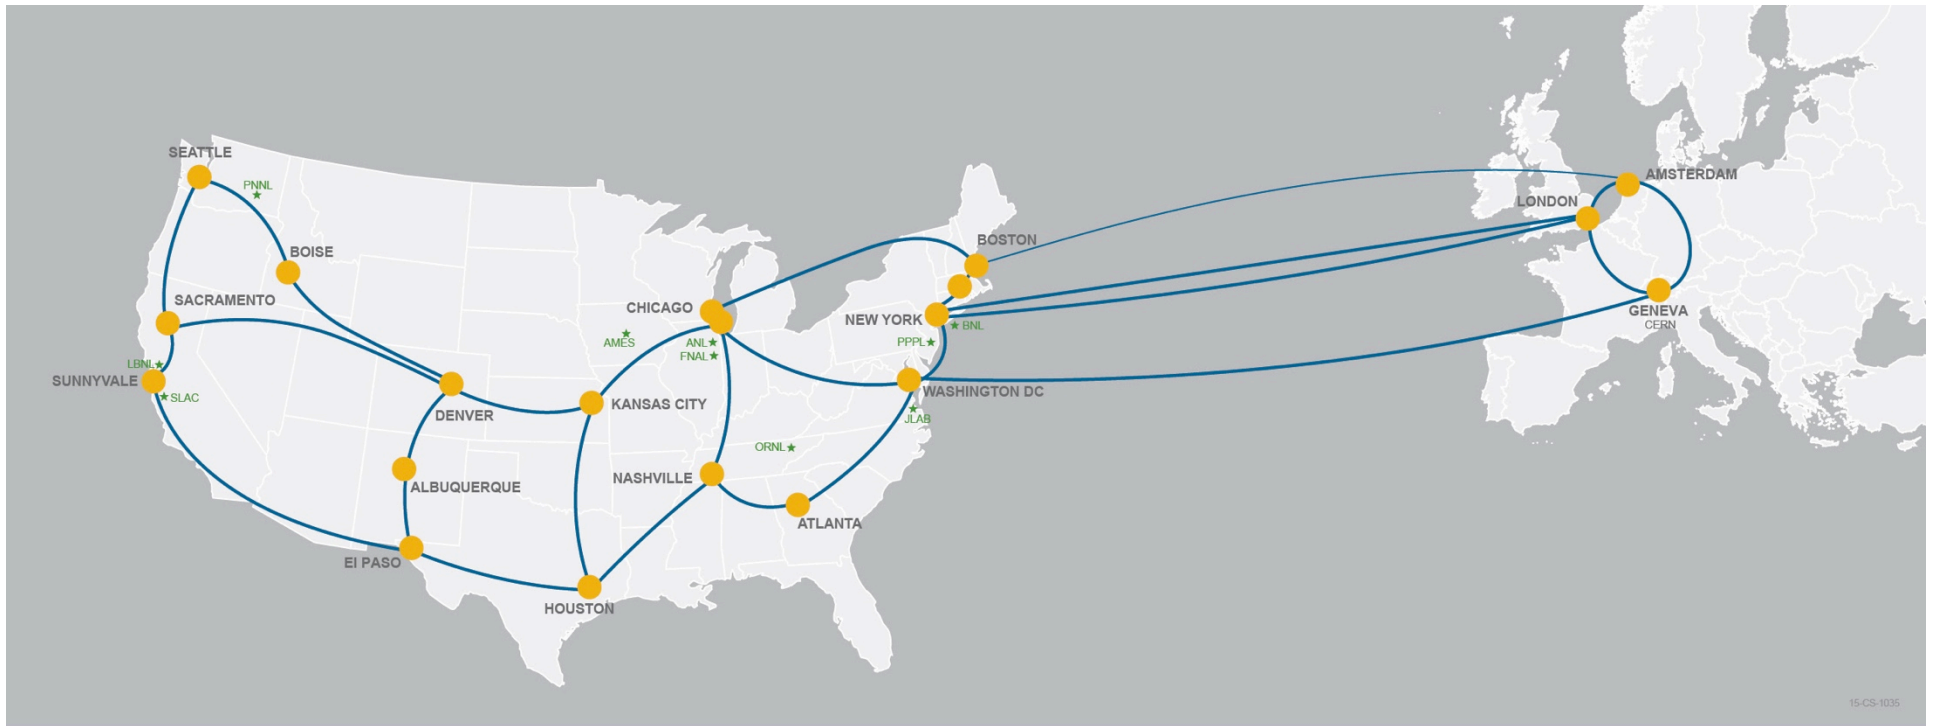 SEATTLE
PNNL
AMSTERDAM
LONDON
BOSTON
BOISE
SACRAMENTO
CHICAGO
NEW YORK
BNL
GENEVA
CERN
AMES
ANL
PPPL
FNAL
LBNL
SUNNYVALE
SLAC
WASHINGTON DC
KANSAS CITY
DENVER
JLAB
ORNL
NASHVILLE
ALBUQUERQUE
ATLANTA
El PASO
HOUSTON
15-CS-1035